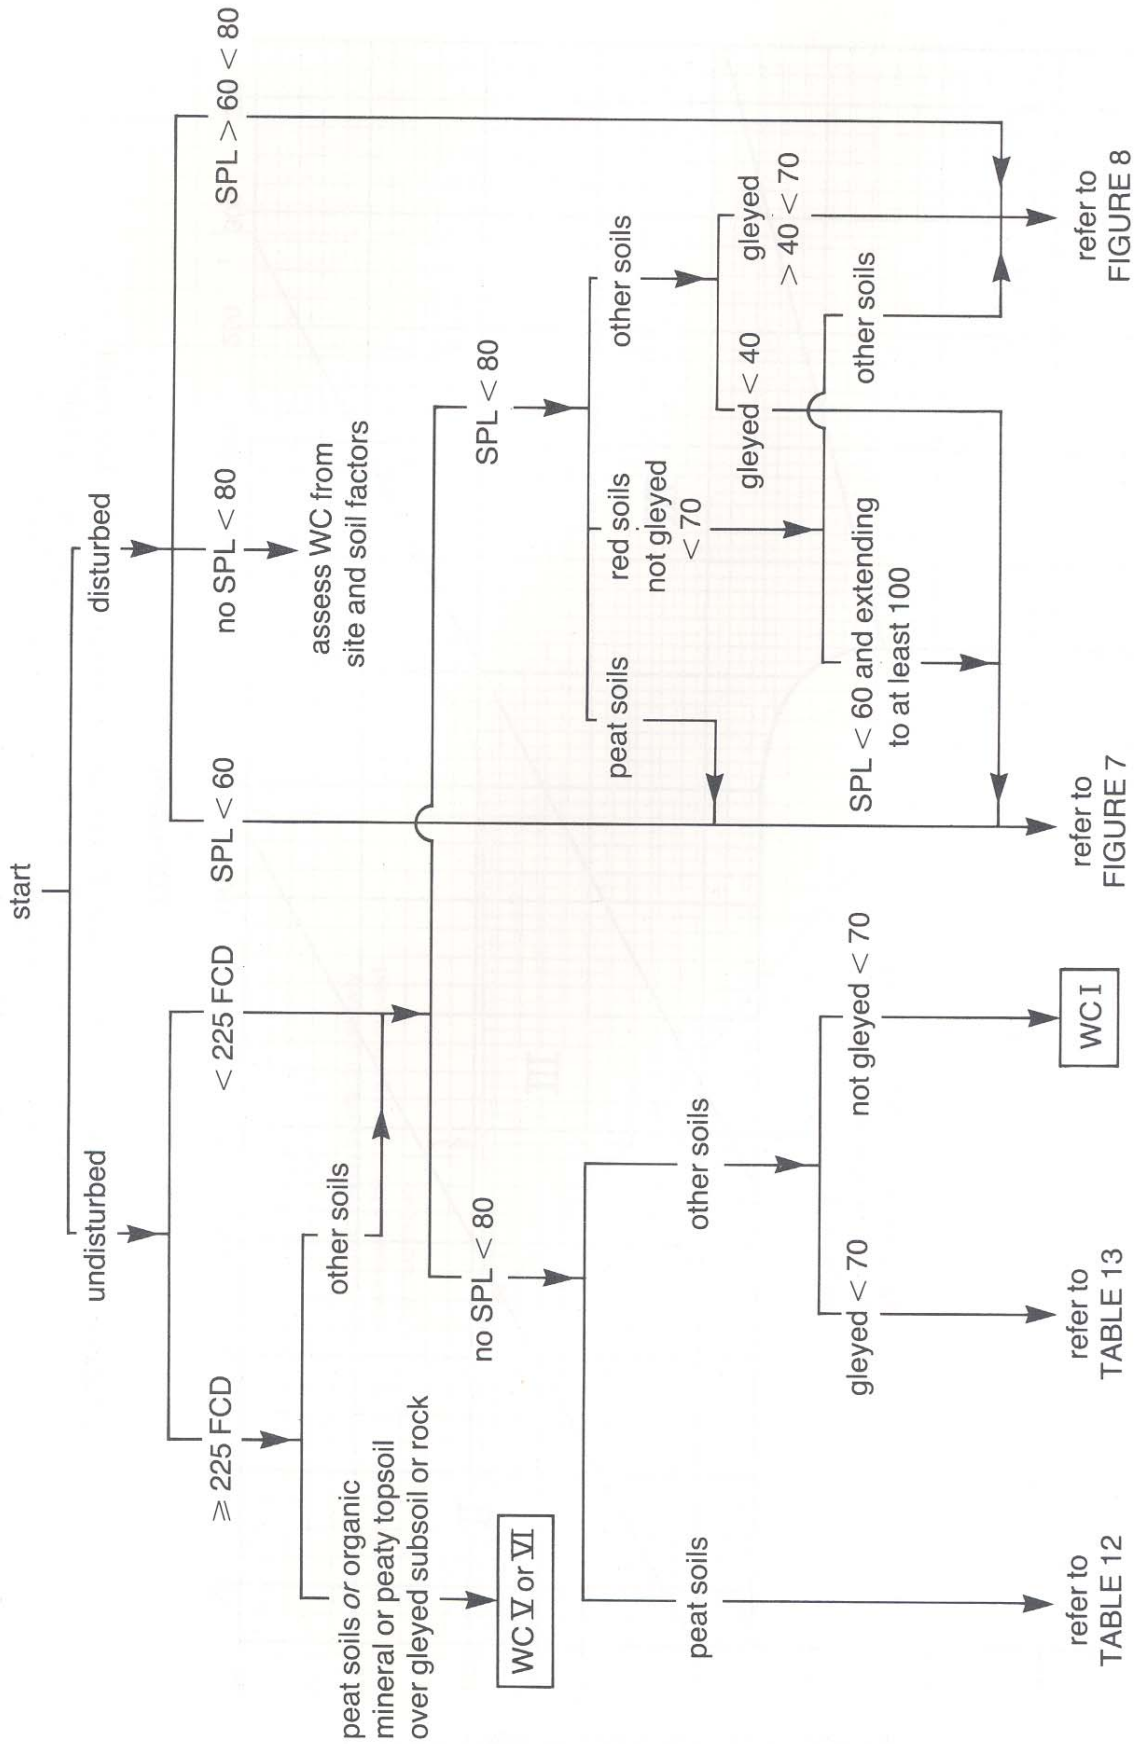 start
undisturbed
disturbed
≥ 225 FCD
< 225 FCD
SPL < 60
no SPL < 80
SPL > 60 < 80
peat soils or organic
mineral or peaty topsoil
over gleyed subsoil or rock
other soils
assess WC from
site and soil factors
WC V or VI
no SPL < 80
SPL < 80
peat soils
other soils
peat soils
red soils
not gleyed
< 70
other soils
gleyed < 70
not gleyed < 70
gleyed < 40
gleyed
> 40 < 70
SPL < 60 and extending
to at least 100
other soils
refer to
TABLE 12
refer to
TABLE 13
WC I
refer to
FIGURE 7
refer to
FIGURE 8